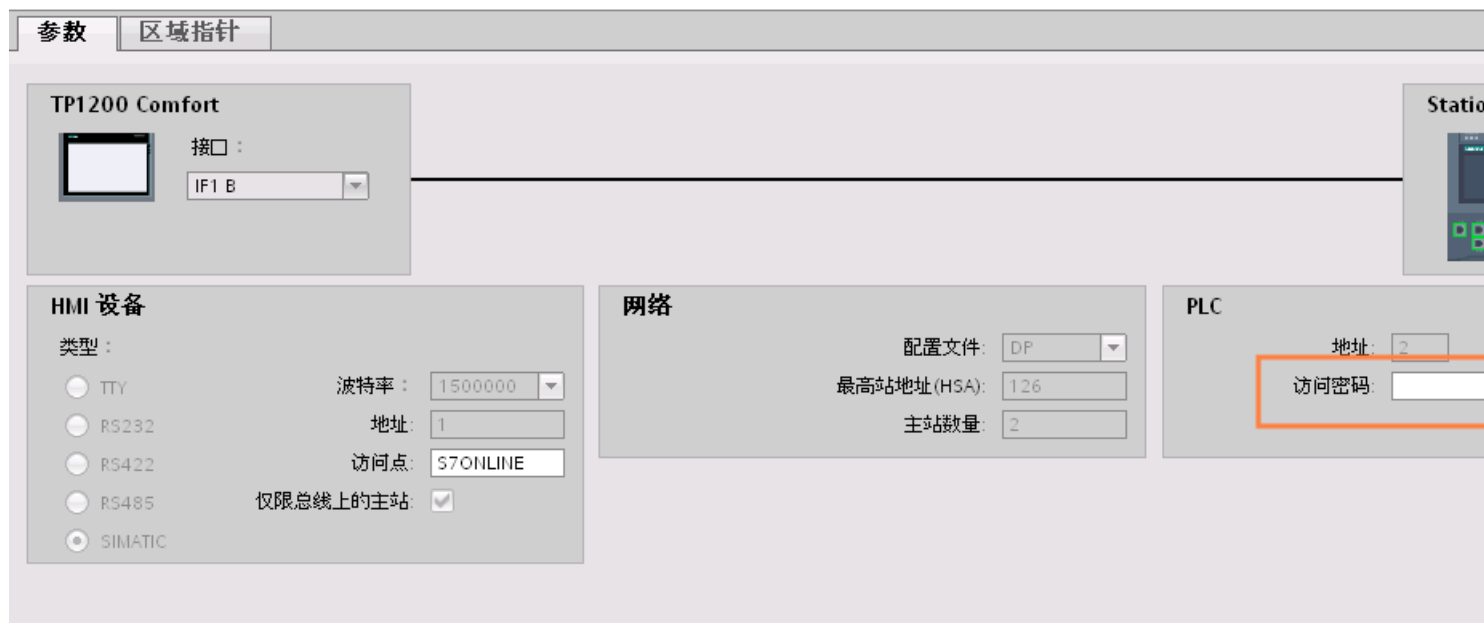 参数 区域指针
TP1200 Comfort
接口：
IF1 B
HMI 设备
类型：
TTY
RS232
RS422
RS485
SIMATIC
波特率： 1500000
地址: 1
访问点: S7ONLINE
仅限总线上的主站:
网络
配置文件: DP
最高站地址(HSA): 126
主站数量: 2
PLC
地址: 2
访问密码: